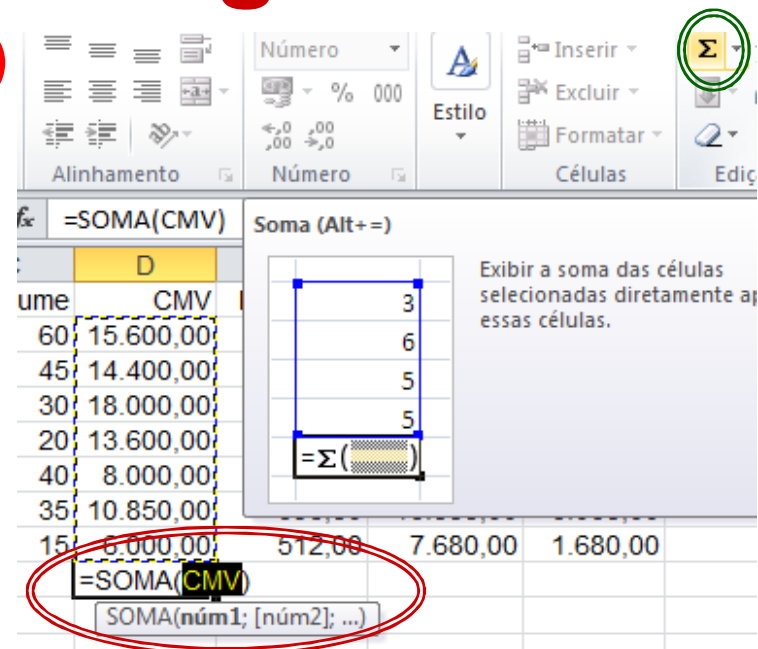 Número
Inserir
Σ
% 000
Excluir
Estilo
,0 ,00
,00 ,0
Formatar
Alinhamento
Número
Células
fx =SOMA(CMV)
Soma (Alt+=)
D
CMV
Exibir a soma das células
selecionadas diretamente
essas células.
3
6
5
5
=Σ( )
60 15.600,00
45 14.400,00
30 18.000,00
20 13.600,00
40 8.000,00
35 10.850,00
15 6.000,00 512,00 7.680,00 1.680,00
=SOMA(CMV)
SOMA(núm1; [núm2]; ...)